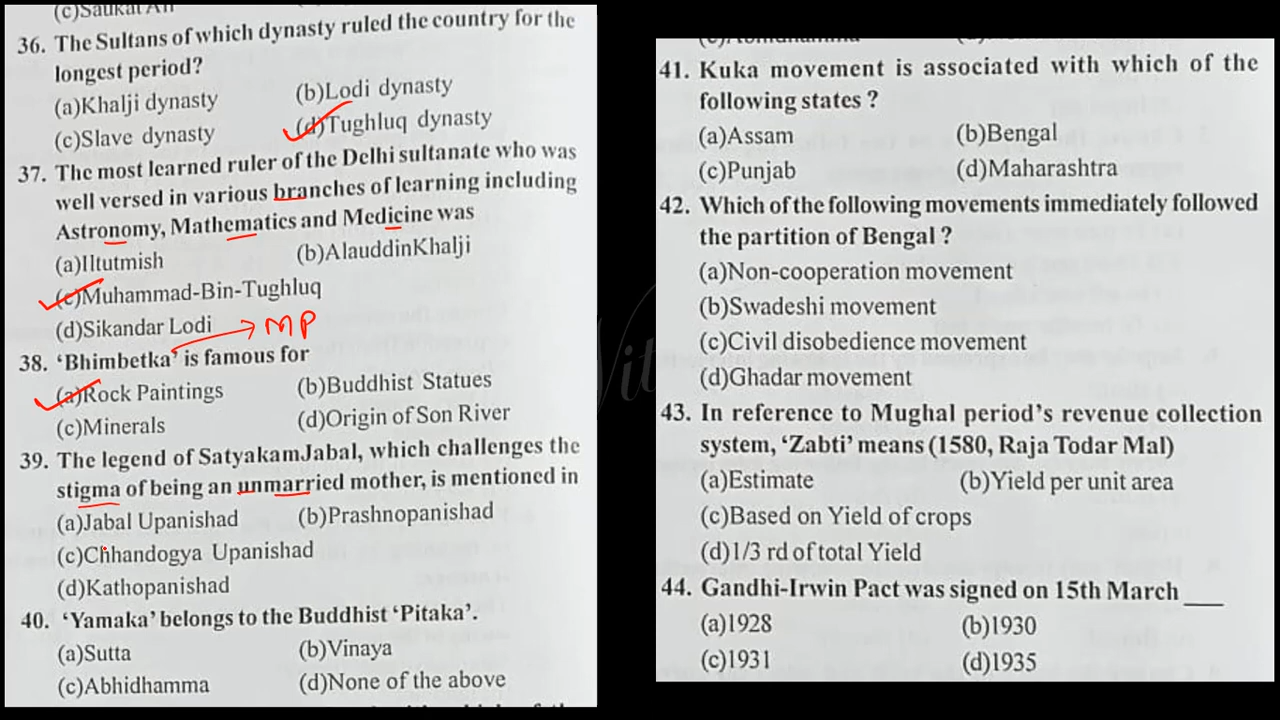 (c)Saukat Ali
36. The Sultans of which dynasty ruled the country for the
longest period?
(a)Khalji dynasty (b)Lodi dynasty
(c)Slave dynasty (d)Tughluq dynasty
37. The most learned ruler of the Delhi sultanate who was
well versed in various branches of learning including
Astronomy, Mathematics and Medicine was
(a)Iltutmish (b)AlauddinKhalji
(c)Muhammad-Bin-Tughluq
(d)Sikandar Lodi MP
38. ‘Bhimbetka’ is famous for
(a)Rock Paintings (b)Buddhist Statues
(c)Minerals (d)Origin of Son River
39. The legend of SatyakamJabal, which challenges the
stigma of being an unmarried mother, is mentioned in
(a)Jabal Upanishad (b)Prashnopanishad
(c)Chhandogya Upanishad
(d)Kathopanishad
40. ‘Yamaka’ belongs to the Buddhist ‘Pitaka’.
(a)Sutta (b)Vinaya
(c)Abhidhamma (d)None of the above
41. Kuka movement is associated with which of the
following states ?
(a)Assam (b)Bengal
(c)Punjab (d)Maharashtra
42. Which of the following movements immediately followed
the partition of Bengal ?
(a)Non-cooperation movement
(b)Swadeshi movement
(c)Civil disobedience movement
(d)Ghadar movement
43. In reference to Mughal period’s revenue collection
system, ‘Zabti’ means (1580, Raja Todar Mal)
(a)Estimate (b)Yield per unit area
(c)Based on Yield of crops
(d)1/3 rd of total Yield
44. Gandhi-Irwin Pact was signed on 15th March ___
(a)1928 (b)1930
(c)1931 (d)1935